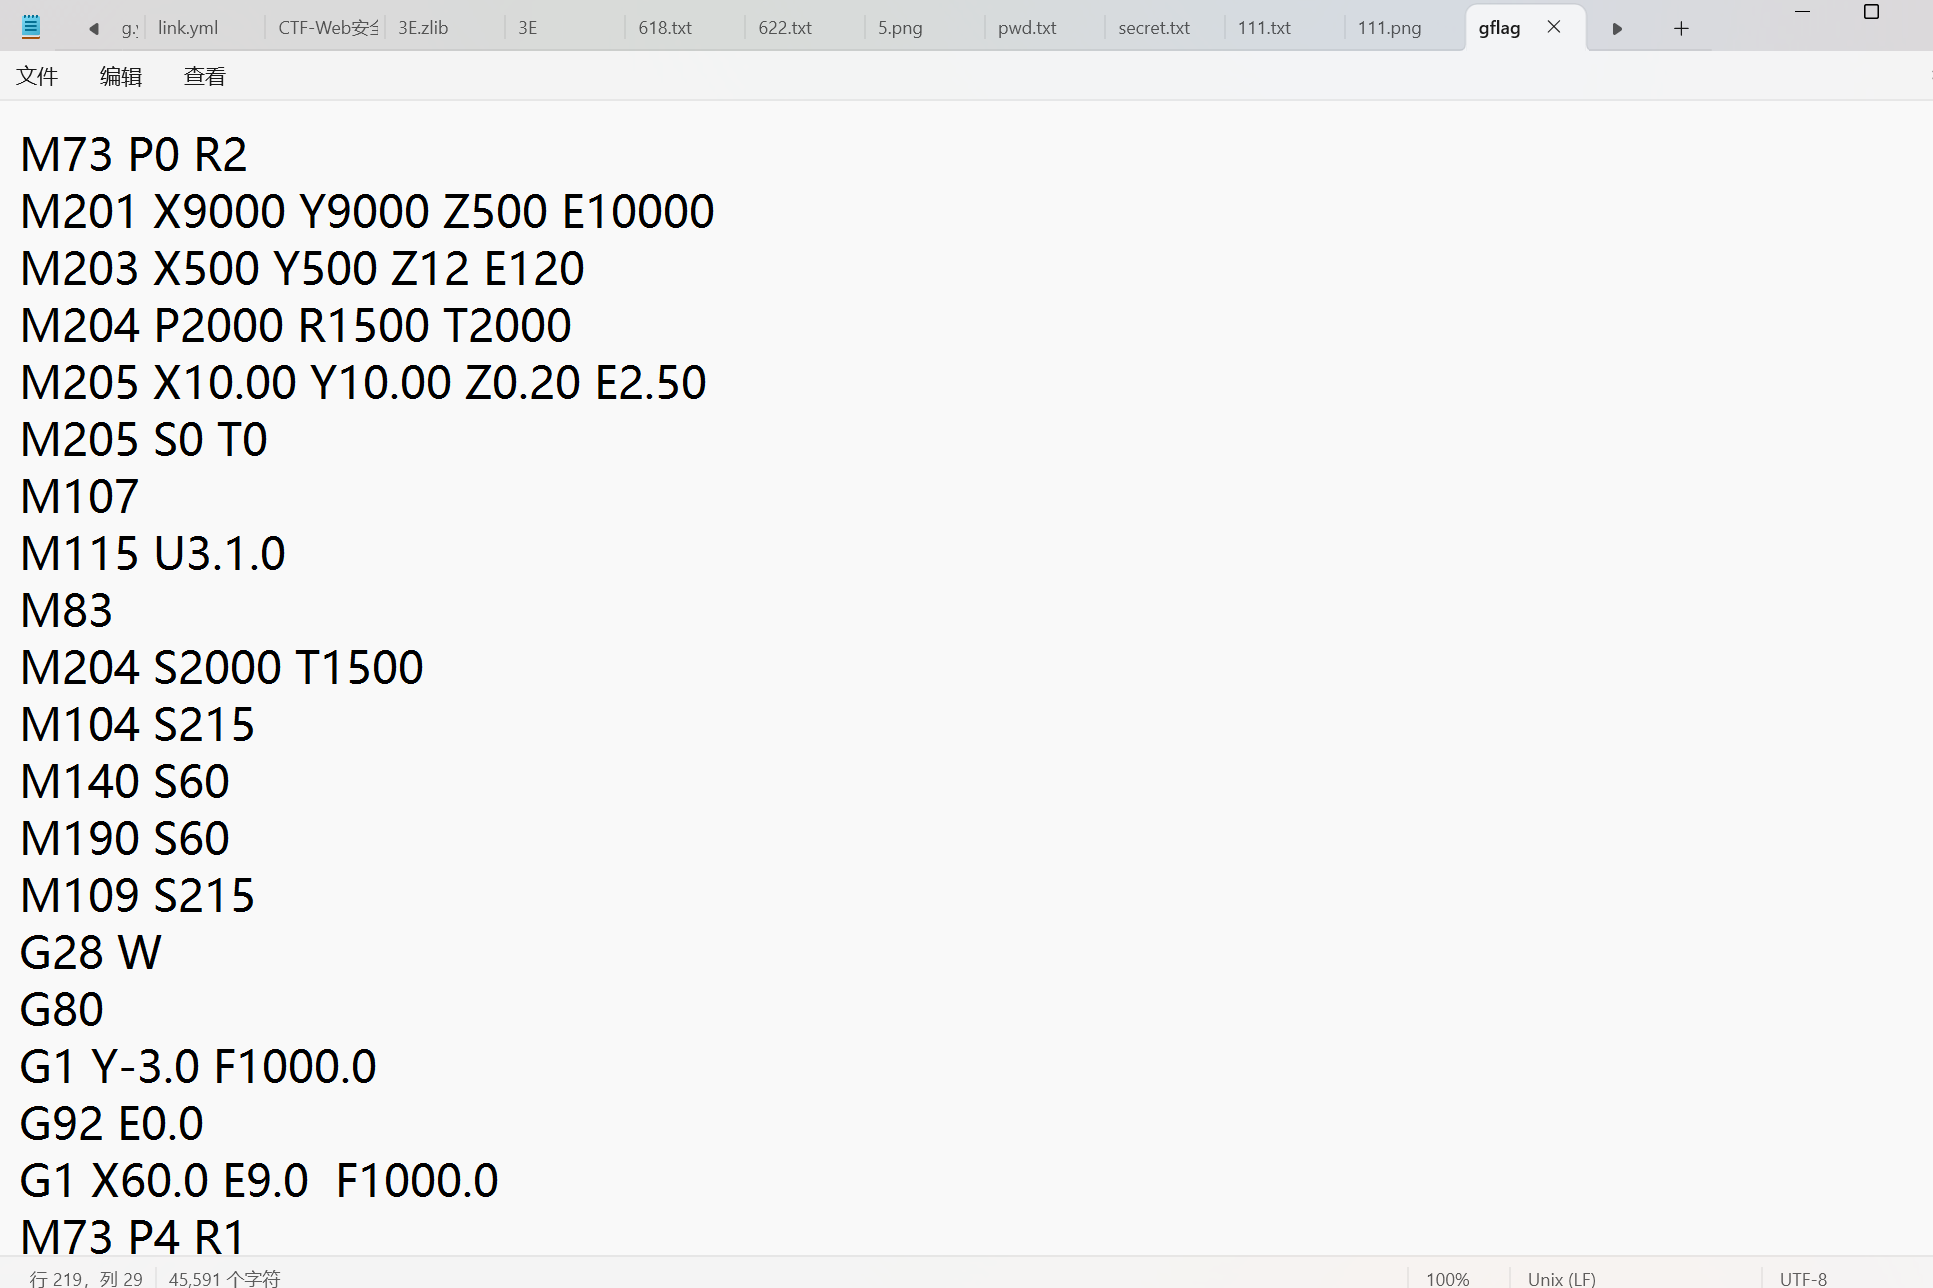 link.yml CTF-Web安 3E.zlib 3E 618.txt 622.txt 5.png pwd.txt secret.txt 111.txt 111.png gflag
文件 编辑 查看
M73 P0 R2
M201 X9000 Y9000 Z500 E10000
M203 X500 Y500 Z12 E120
M204 P2000 R1500 T2000
M205 X10.00 Y10.00 Z0.20 E2.50
M205 S0 T0
M107
M115 U3.1.0
M83
M204 S2000 T1500
M104 S215
M140 S60
M190 S60
M109 S215
G28 W
G80
G1 Y-3.0 F1000.0
G92 E0.0
G1 X60.0 E9.0  F1000.0
M73 P4 R1
行 219，列 29 45,591 个字符 100% Unix (LF) UTF-8